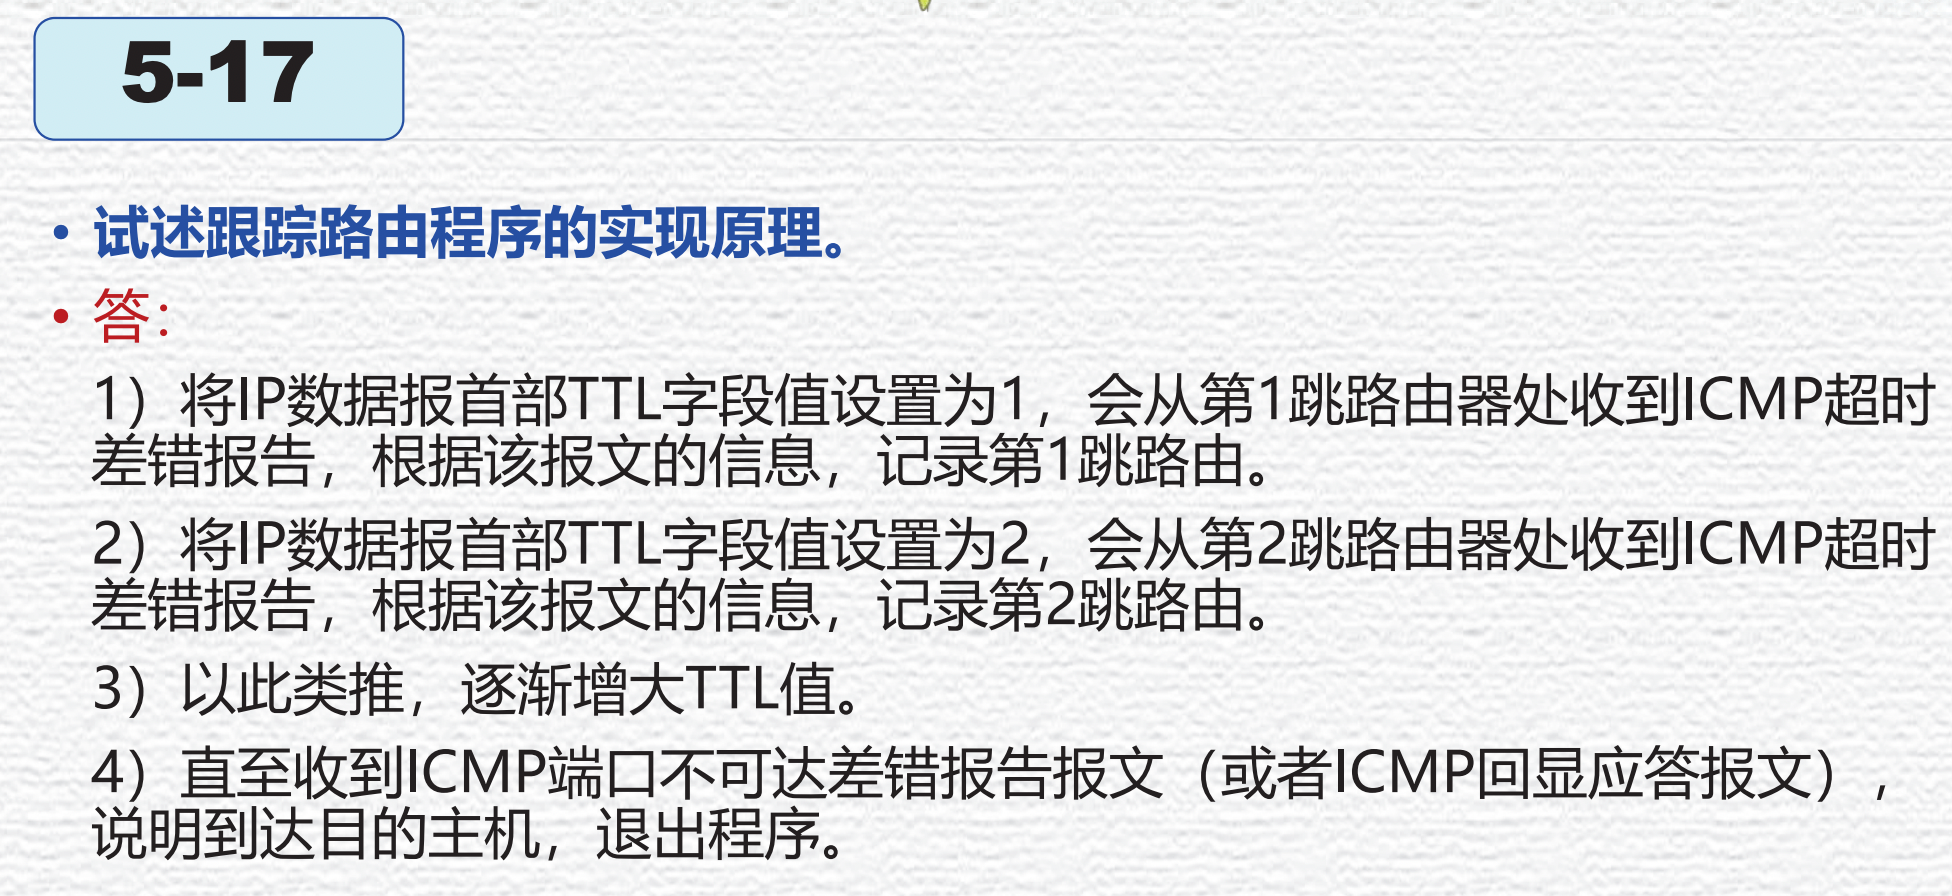 5-17
• 试述跟踪路由程序的实现原理。
• 答：
1）将IP数据报首部TTL字段值设置为1，会从第1跳路由器处收到ICMP超时
差错报告，根据该报文的信息，记录第1跳路由。
2）将IP数据报首部TTL字段值设置为2，会从第2跳路由器处收到ICMP超时
差错报告，根据该报文的信息，记录第2跳路由。
3）以此类推，逐渐增大TTL值。
4）直至收到ICMP端口不可达差错报告报文（或者ICMP回显应答报文），
说明到达目的主机，退出程序。